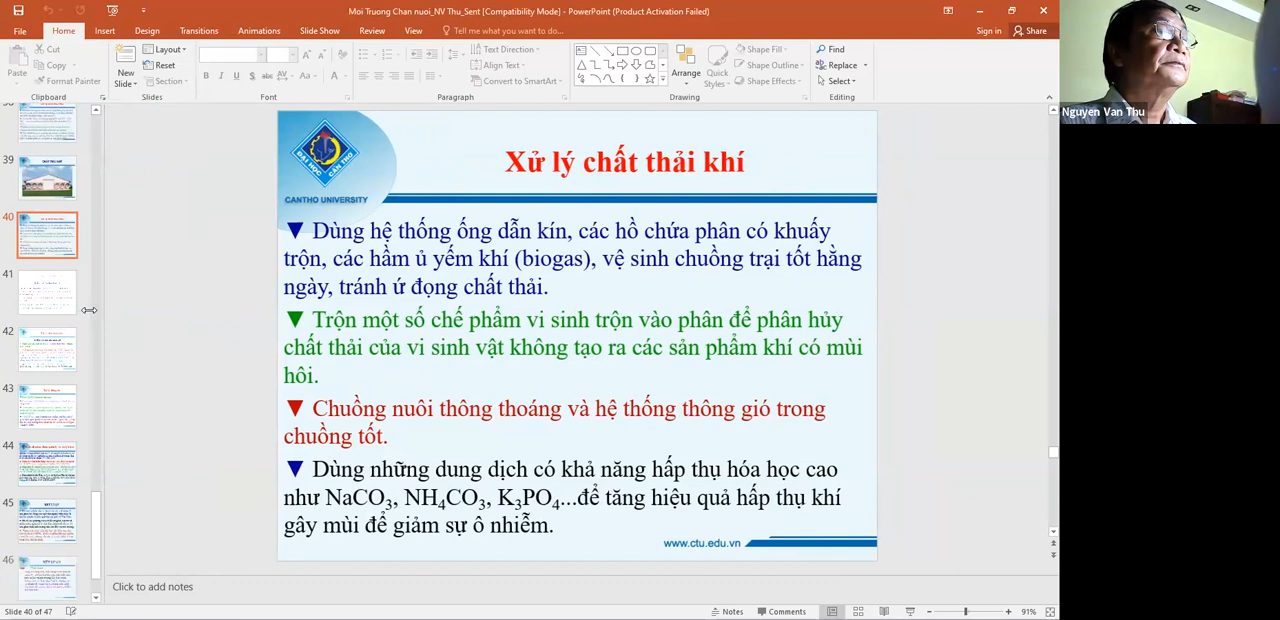 Moi Truong Chan nuoi_NV Thu_Sent [Compatibility Mode] - PowerPoint (Product Activation Failed)
File Home Insert Design Transitions Animations Slide Show Review View Tell me what you want to do... Sign in Share
Cut
Copy
Format Painter
Paste
Clipboard
New
Slide
Layout
Reset
Section
Slides
Font
Text Direction
Align Text
Convert to SmartArt
Paragraph
Arrange
Quick
Styles
Shape Fill
Shape Outline
Shape Effects
Drawing
Find
Replace
Select
Editing
Nguyen Van Thu
39
40
41
42
43
44
45
46
ĐẠI HỌC CẦN THƠ
CANTHO UNIVERSITY
Xử lý chất thải khí
▼ Dùng hệ thống cức dẫn kín, các hồ chứa phân có khuấy
trộn, các hầm ủ yếm khí (biogas), vệ sinh chuồng trại tốt hằng
ngày, tránh ứ đọng chất thải.
▼ Trộn một số chế phẩm vi sinh trộn vào phân để phân hủy
chất thải của vi sinh vật không tạo ra các sản phẩm khí có mùi
hôi.
▼ Chuồng nuôi thông thoáng và hệ thống thông gió trong
chuồng tốt.
▼ Dùng những dung dịch có khả năng hấp thụ hóa học cao
như NaCO₃, NH₄CO₃, K₃PO₄...để tăng hiệu quả hấp thụ khí
gây mùi để giảm sự ô nhiễm.
www.ctu.edu.vn
Click to add notes
Slide 40 of 47
Notes Comments 91%